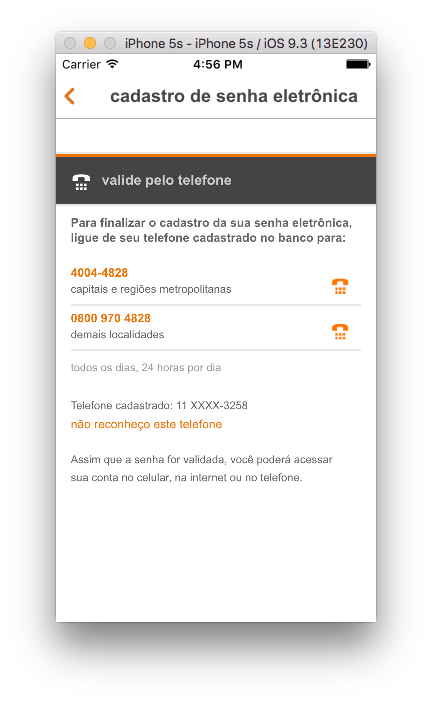 iPhone 5s - iPhone 5s / iOS 9.3 (13E230)
Carrier 4:56 PM
cadastro de senha eletrônica
valide pelo telefone
Para finalizar o cadastro da sua senha eletrônica,
ligue de seu telefone cadastrado no banco para:
4004-4828
capitais e regiões metropolitanas
0800 970 4828
demais localidades
todos os dias, 24 horas por dia
Telefone cadastrado: 11 XXXX-3258
não reconheço este telefone
Assim que a senha for validada, você poderá acessar
sua conta no celular, na internet ou no telefone.